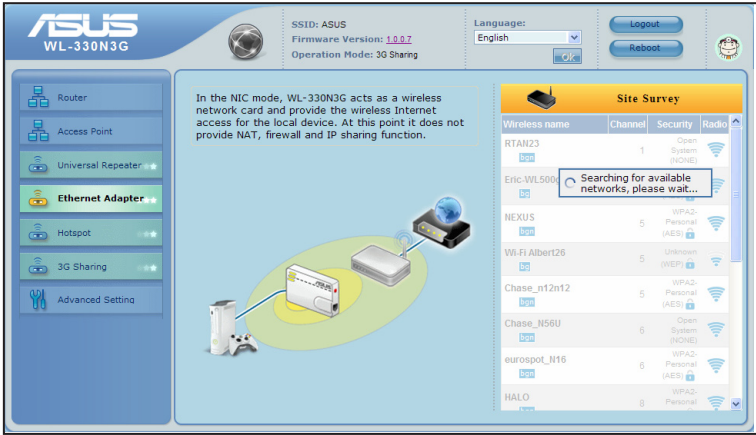 ASUS
WL-330N3G
SSID: ASUS
Firmware Version: 1.0.0.7
Operation Mode: 3G Sharing
Language:
English
OK
Logout
Reboot
Router
Access Point
Universal Repeater
Ethernet Adapter
Hotspot
3G Sharing
Advanced Setting
In the NIC mode, WL-330N3G acts as a wireless
network card and provide the wireless Internet
access for the local device. At this point it does not
provide NAT, firewall and IP sharing function.
Site Survey
Wireless name Channel Security Radio
RTAN23 bgn 1 Open System (NONE)
Eric-WL500g
Searching for available
networks, please wait...
NEXUS bgn 5 WPA2-Personal (AES)
Wi-Fi Albert26 bg 5 Unknown (WEP)
Chase_n12n12 bgn 5 WPA2-Personal (AES)
Chase_N56U bgn 6 Open System (NONE)
eurospot_N16 bgn 6 WPA2-Personal (AES)
HALO 8 WPA2-Personal